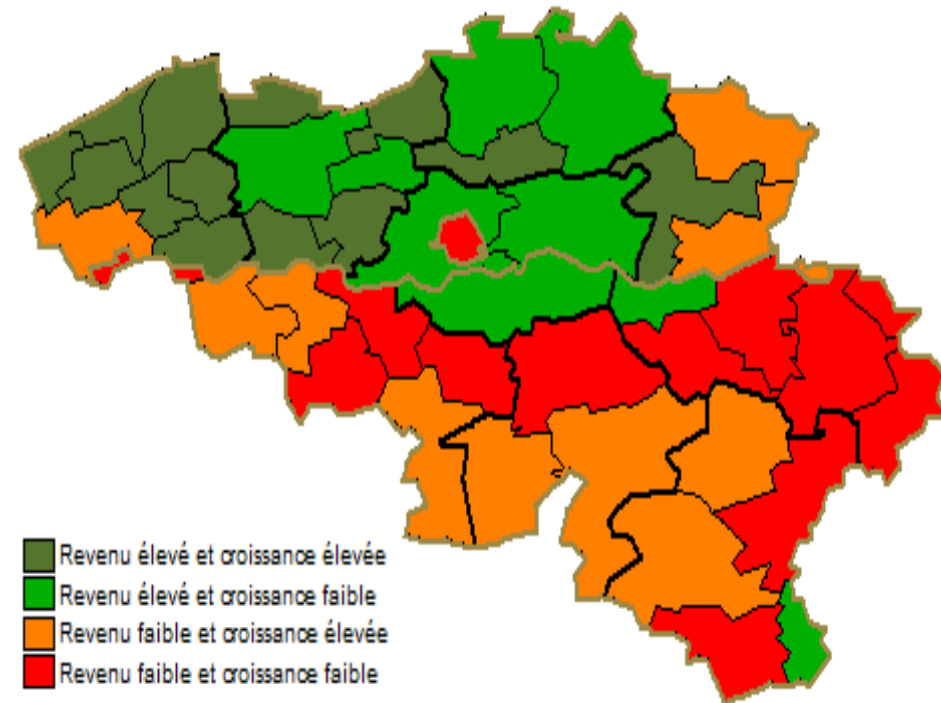 Revenu élevé et croissance élevée
Revenu élevé et croissance faible
Revenu faible et croissance élevée
Revenu faible et croissance faible